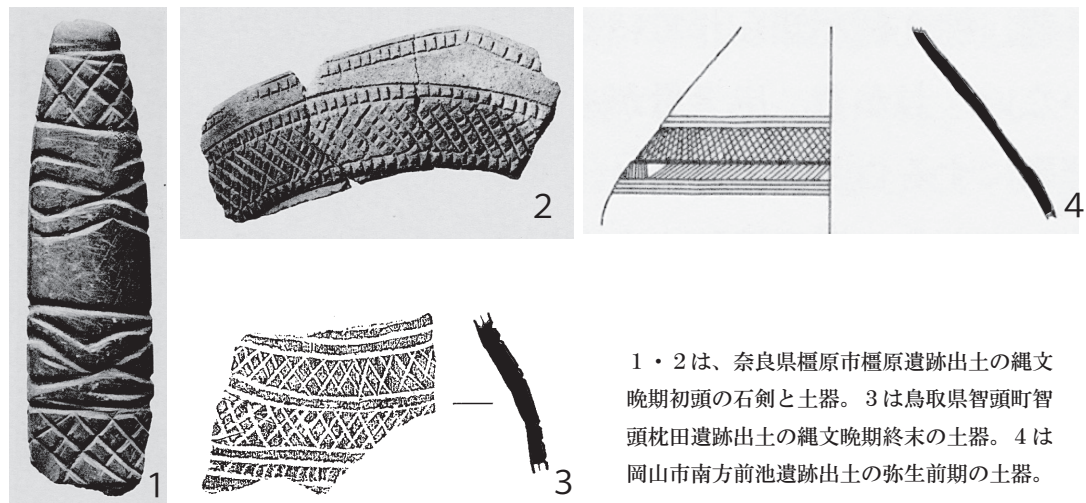 1
2
3
4
1・2は、奈良県橿原市橿原遺跡出土の縄文
晩期初頭の石剣と土器。3は鳥取県智頭町智
頭枕田遺跡出土の縄文晩期終末の土器。4は
岡山市南方前池遺跡出土の弥生前期の土器。